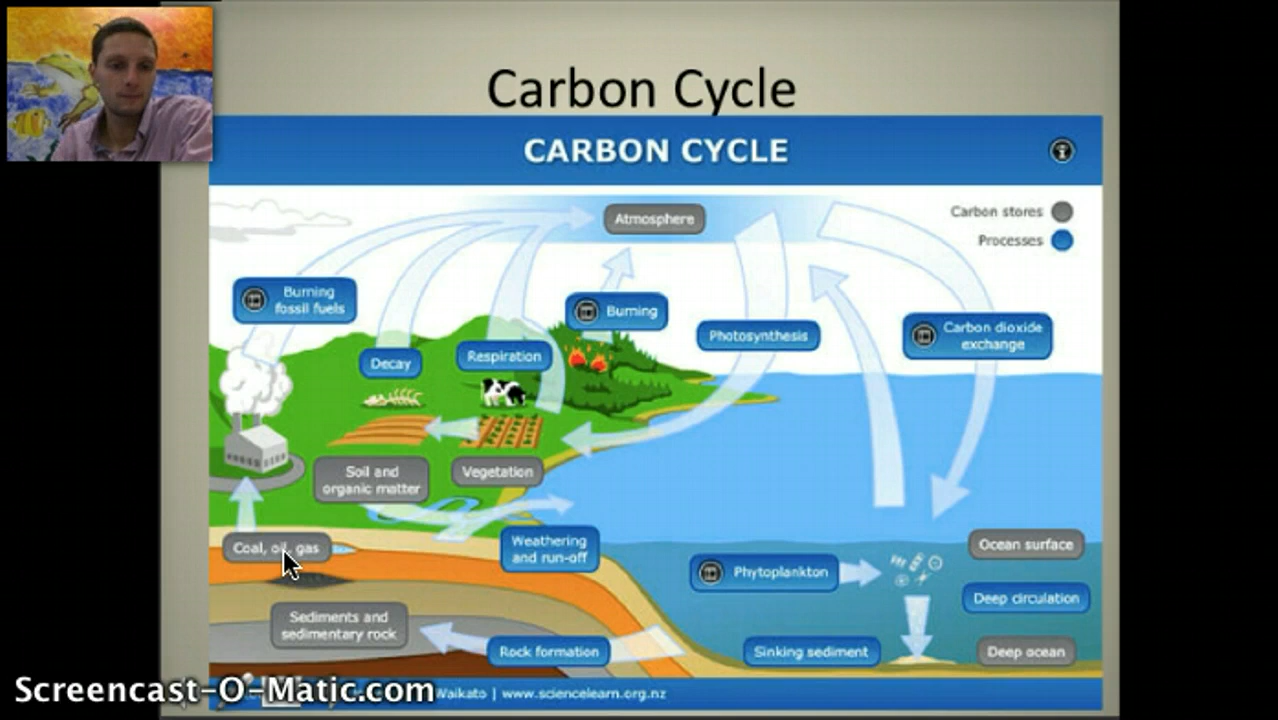 Carbon Cycle
CARBON CYCLE
Atmosphere
Carbon stores
Processes
Burning
fossil fuels
Burning
Photosynthesis
Carbon dioxide
exchange
Decay
Respiration
Soil and
organic matter
Vegetation
Coal, oil, gas
Weathering
and run-off
Ocean surface
Phytoplankton
Deep circulation
Sediments and
sedimentary rock
Rock formation
Sinking sediment
Deep ocean
Waikato | www.sciencelearn.org.nz
Screencast-O-Matic.com